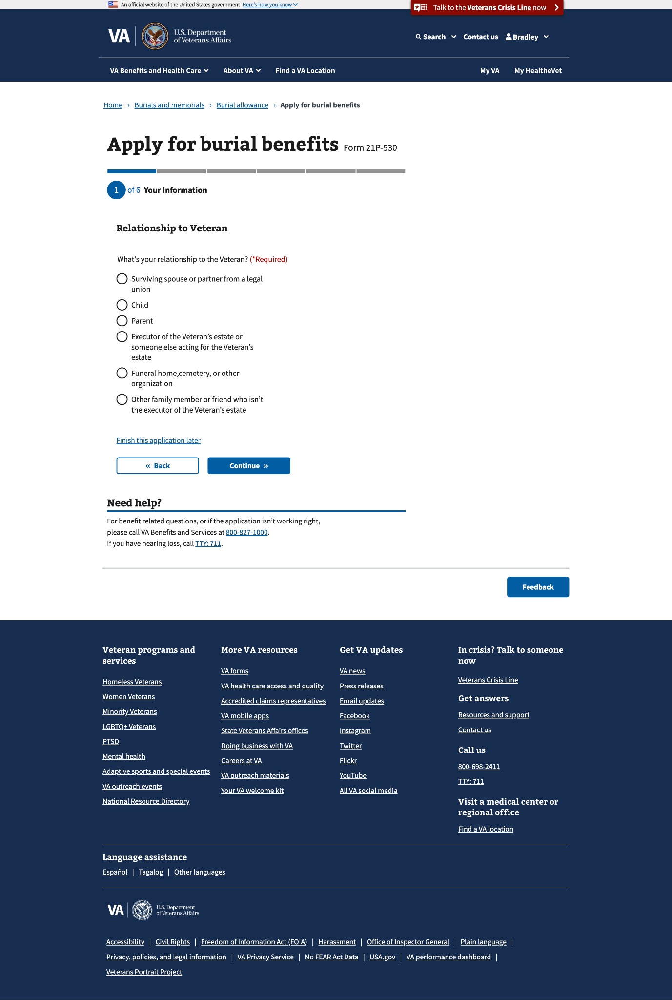 An official website of the United States government Here's how you know
Talk to the Veterans Crisis Line now
VA
U.S. Department
of Veterans Affairs
Search
Contact us
Bradley
VA Benefits and Health Care
About VA
Find a VA Location
My VA
My HealtheVet
Home › Burials and memorials › Burial allowance › Apply for burial benefits
Apply for burial benefits Form 21P-530
1 of 6 Your Information
Relationship to Veteran
What's your relationship to the Veteran? (*Required)
Surviving spouse or partner from a legal
union
Child
Parent
Executor of the Veteran's estate or
someone else acting for the Veteran's
estate
Funeral home,cemetery, or other
organization
Other family member or friend who isn't
the executor of the Veteran's estate
Finish this application later
« Back
Continue »
Need help?
For benefit related questions, or if the application isn't working right,
please call VA Benefits and Services at 800-827-1000.
If you have hearing loss, call TTY: 711.
Feedback
Veteran programs and
services
Homeless Veterans
Women Veterans
Minority Veterans
LGBTQ+ Veterans
PTSD
Mental health
Adaptive sports and special events
VA outreach events
National Resource Directory
More VA resources
VA forms
VA health care access and quality
Accredited claims representatives
VA mobile apps
State Veterans Affairs offices
Doing business with VA
Careers at VA
VA outreach materials
Your VA welcome kit
Get VA updates
VA news
Press releases
Email updates
Facebook
Instagram
Twitter
Flickr
YouTube
All VA social media
In crisis? Talk to someone
now
Veterans Crisis Line
Get answers
Resources and support
Contact us
Call us
800-698-2411
TTY: 711
Visit a medical center or
regional office
Find a VA location
Language assistance
Español | Tagalog | Other languages
VA
U.S. Department
of Veterans Affairs
Accessibility | Civil Rights | Freedom of Information Act (FOIA) | Harassment | Office of Inspector General | Plain language |
Privacy, policies, and legal information | VA Privacy Service | No FEAR Act Data | USA.gov | VA performance dashboard |
Veterans Portrait Project